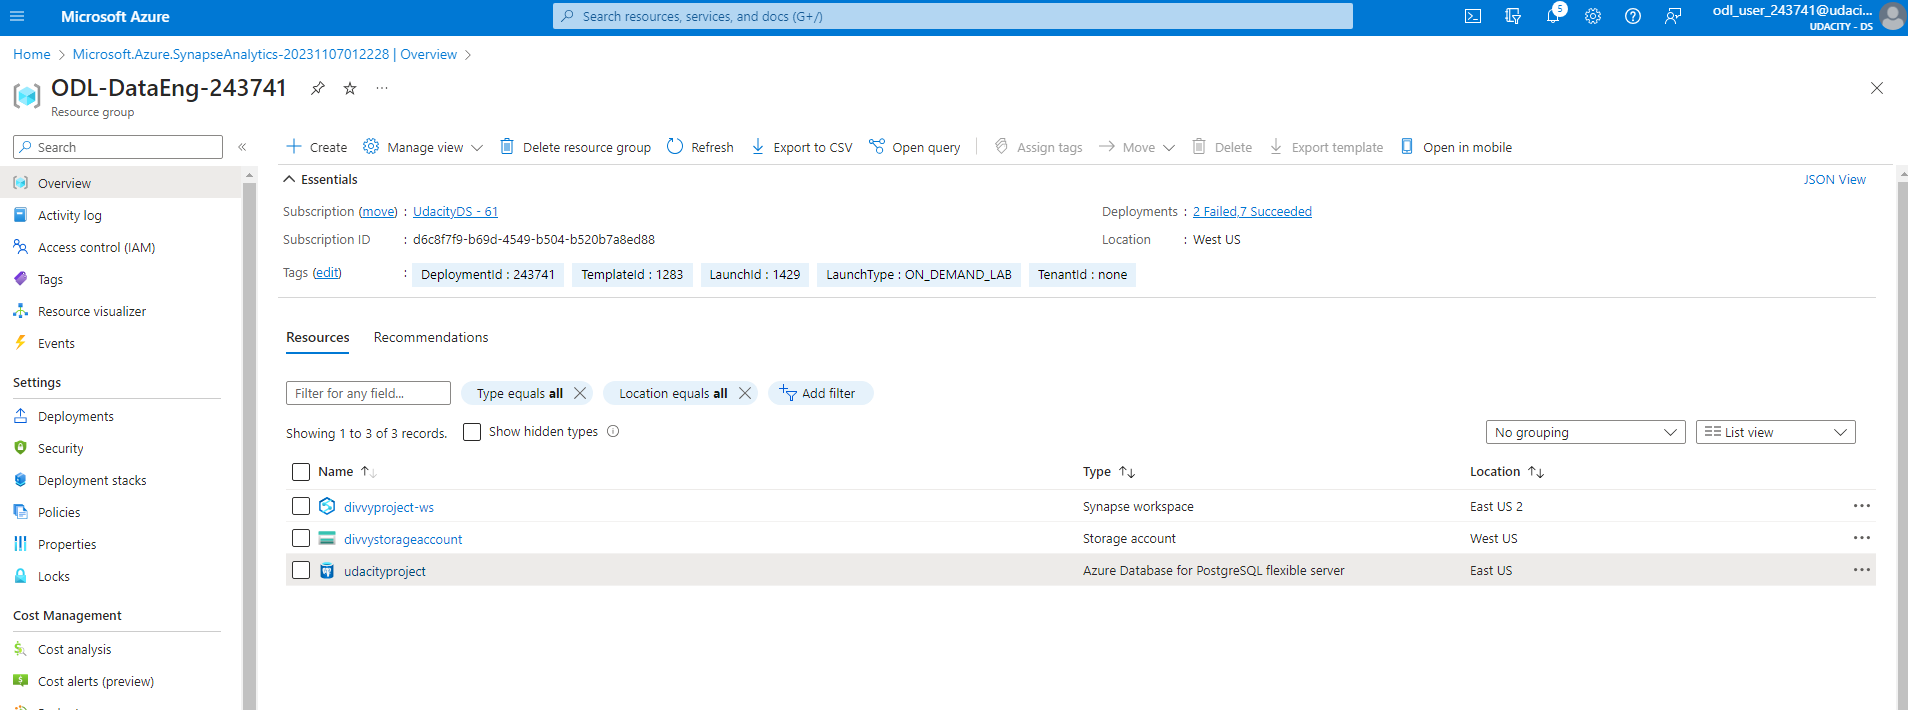 Microsoft Azure
Search resources, services, and docs (G+/)
5
odl_user_243741@udaci...
UDACITY - DS
Home > Microsoft.Azure.SynapseAnalytics-20231107012228 | Overview >
ODL-DataEng-243741
Resource group
Search
Create
Manage view
Delete resource group
Refresh
Export to CSV
Open query
Assign tags
Move
Delete
Export template
Open in mobile
Overview
Activity log
Access control (IAM)
Tags
Resource visualizer
Events
Settings
Deployments
Security
Deployment stacks
Policies
Properties
Locks
Cost Management
Cost analysis
Cost alerts (preview)
Essentials
JSON View
Subscription (move) : UdacityDS - 61
Deployments : 2 Failed,7 Succeeded
Subscription ID : d6c8f7f9-b69d-4549-b504-b520b7a8ed88
Location : West US
Tags (edit) : DeploymentId : 243741 TemplateId : 1283 LaunchId : 1429 LaunchType : ON_DEMAND_LAB TenantId : none
Resources Recommendations
Filter for any field... Type equals all Location equals all Add filter
Showing 1 to 3 of 3 records. Show hidden types
No grouping List view
Name Type Location
divvyproject-ws Synapse workspace East US 2
divvystorageaccount Storage account West US
udacityproject Azure Database for PostgreSQL flexible server East US